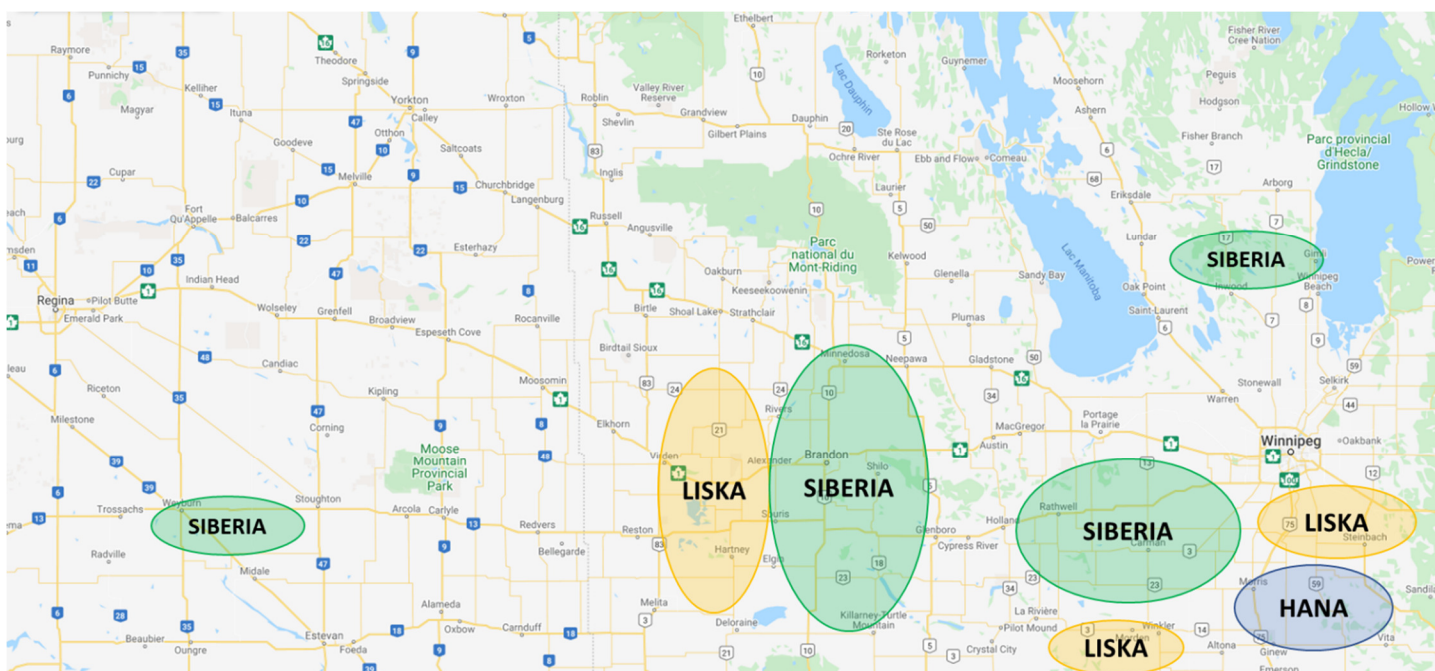 Ethelbert
Fisher River
Cree Nation
Raymore
Theodore
Rorketon
Guynemer
Moosehorn
Punnichy
Kelliher
Springside
Valley River
Reserve
Lac Dauphin
Peguis
Hollow W
Magyar
Ituna
Yorkton
Calley
Wroxton
Roblin
Shevlin
Grandview
Gilbert Plains
Dauphin
Ashern
Hodgson
Otthon
Goodeve
Saltcoats
Ste Rose
du Lac
Ochre River
Ebb and Flow
Comeau
Fisher Branch
Parc provincial
d'Hecla/
Grindstone
Cupar
Melville
Churchbridge
Langenburg
Inglis
Laurier
Eriksdale
Arborg
Fort
Qu'Appelle
Balcarres
Russell
Angusville
Parc
national du
Mont-Riding
Lac Manitoba
Lundar
Esterhazy
Kelwood
SIBERIA
Gimli
Indian Head
Oakburn
Keeseekoowenin
Glenella
Sandy Bay
Oak Point
Inwood
Winnipeg
Beach
Regina
Pilot Butte
Emerald Park
Wolseley
Grenfell
Broadview
Espeseth Cove
Rocanville
Birtle
Shoal Lake
Strathclair
Plumas
Saint-Laurent
Candiac
Birdtail Sioux
Minnedosa
Neepawa
Gladstone
Riceton
Kipling
Moosomin
Rivers
Warren
Stonewall
Selkirk
Milestone
Corning
Elkhorn
MacGregor
Austin
Portage
la Prairie
Winnipeg
Oakbank
Moose
Mountain
Provincial
Park
Virden
Alexander
Brandon
Shilo
LISKA
SIBERIA
Weyburn
Stoughton
Rathwell
Trossachs
SIBERIA
Arcola
Carlyle
Redvers
Reston
Souris
Glenboro
Holland
SIBERIA
LISKA
Radville
Bellegarde
Hartney
Elgin
Cypress River
Carman
Steinbach
Midale
Morris
Alameda
Melita
Killarney-Turtle
Mountain
La Rivière
HANA
Beaubier
Oungre
Estevan
Foeda
Oxbow
Carnduff
Deloraine
Pilot Mound
Morden
Winkler
Vita
Crystal City
LISKA
Altona
Ginew
Emerson